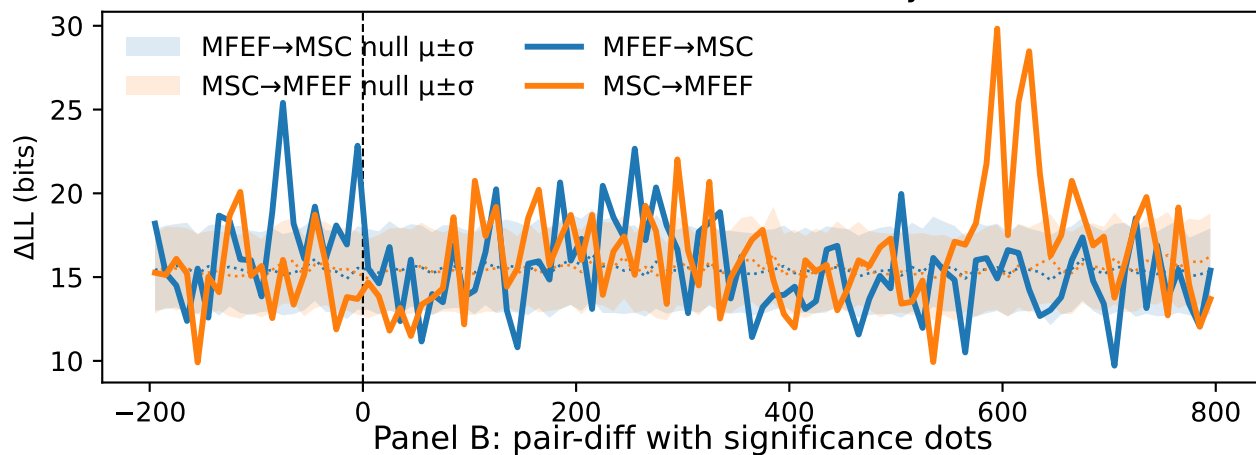 30
MFEF→MSC null μ±σ
MFEF→MSC
MSC→MFEF null μ±σ
MSC→MFEF
25
20
15
10
ΔLL (bits)
−200
0
200
400
600
800
Panel B: pair-diff with significance dots